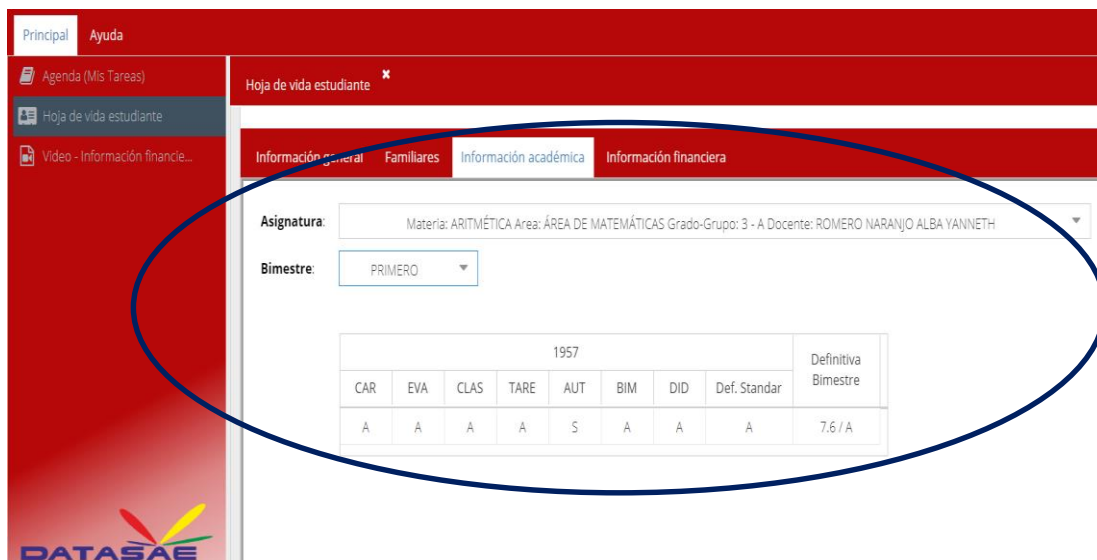 Principal Ayuda
Agenda (Mis Tareas)
Hoja de vida estudiante
Video - Información financie...
Hoja de vida estudiante ×
Información general Familiares Información académica Información financiera
Asignatura: Materia: ARITMÉTICA Area: ÁREA DE MATEMÁTICAS Grado-Grupo: 3 - A Docente: ROMERO NARANJO ALBA YANNETH
Bimestre: PRIMERO
1957 Definitiva Bimestre
CAR EVA CLAS TARE AUT BIM DID Def. Standar
A A A A S A A A 7.6 / A
DATASAE